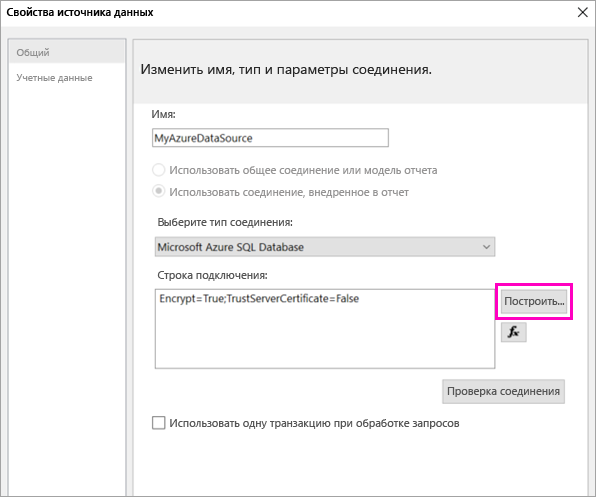 Свойства источника данных
Общий
Учетные данные
Изменить имя, тип и параметры соединения.
Имя:
MyAzureDataSource
Использовать общее соединение или модель отчета
Использовать соединение, внедренное в отчет
Выберите тип соединения:
Microsoft Azure SQL Database
Строка подключения:
Encrypt=True;TrustServerCertificate=False
Построить...
fx
Проверка соединения
Использовать одну транзакцию при обработке запросов